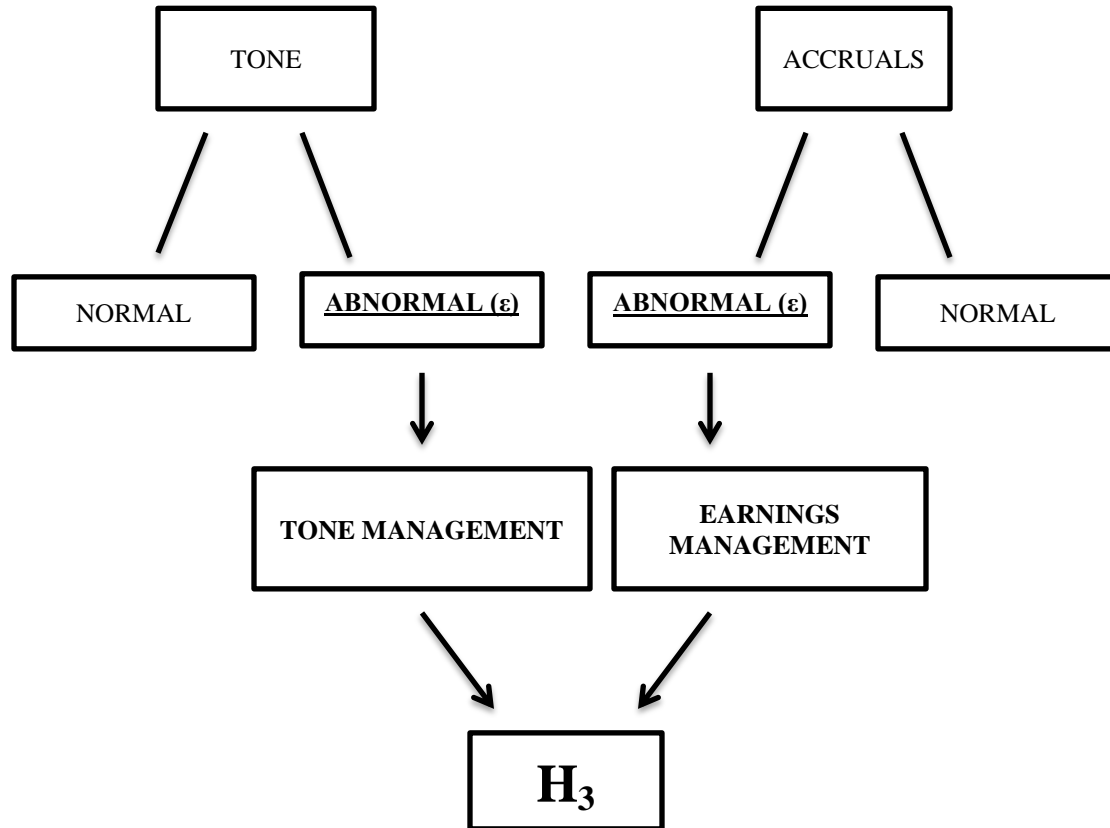 TONE
ACCRUALS
NORMAL
ABNORMAL (ε)
ABNORMAL (ε)
NORMAL
TONE MANAGEMENT
EARNINGS
MANAGEMENT
H₃